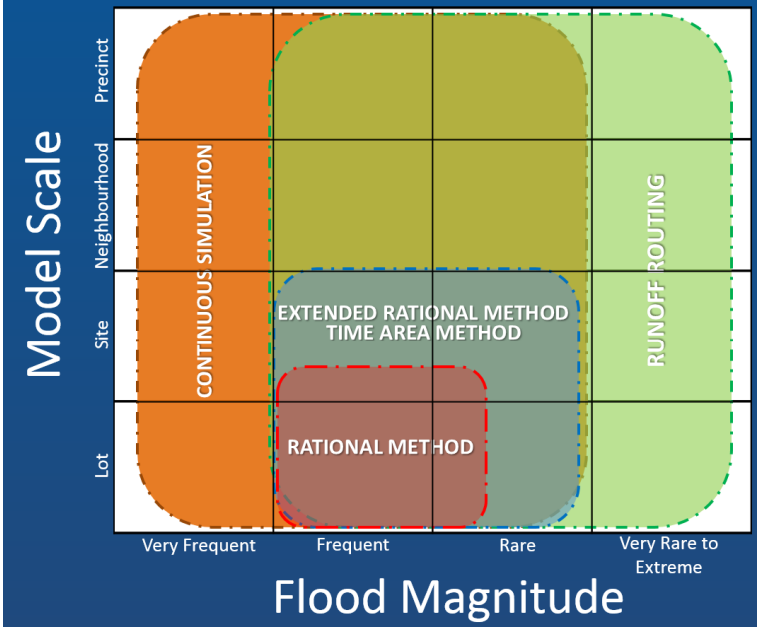 Model Scale
Precinct
Neighbourhood
Site
Lot
CONTINUOUS SIMULATION
EXTENDED RATIONAL METHOD
TIME AREA METHOD
RATIONAL METHOD
RUNOFF ROUTING
Very Frequent
Frequent
Rare
Very Rare to
Extreme
Flood Magnitude